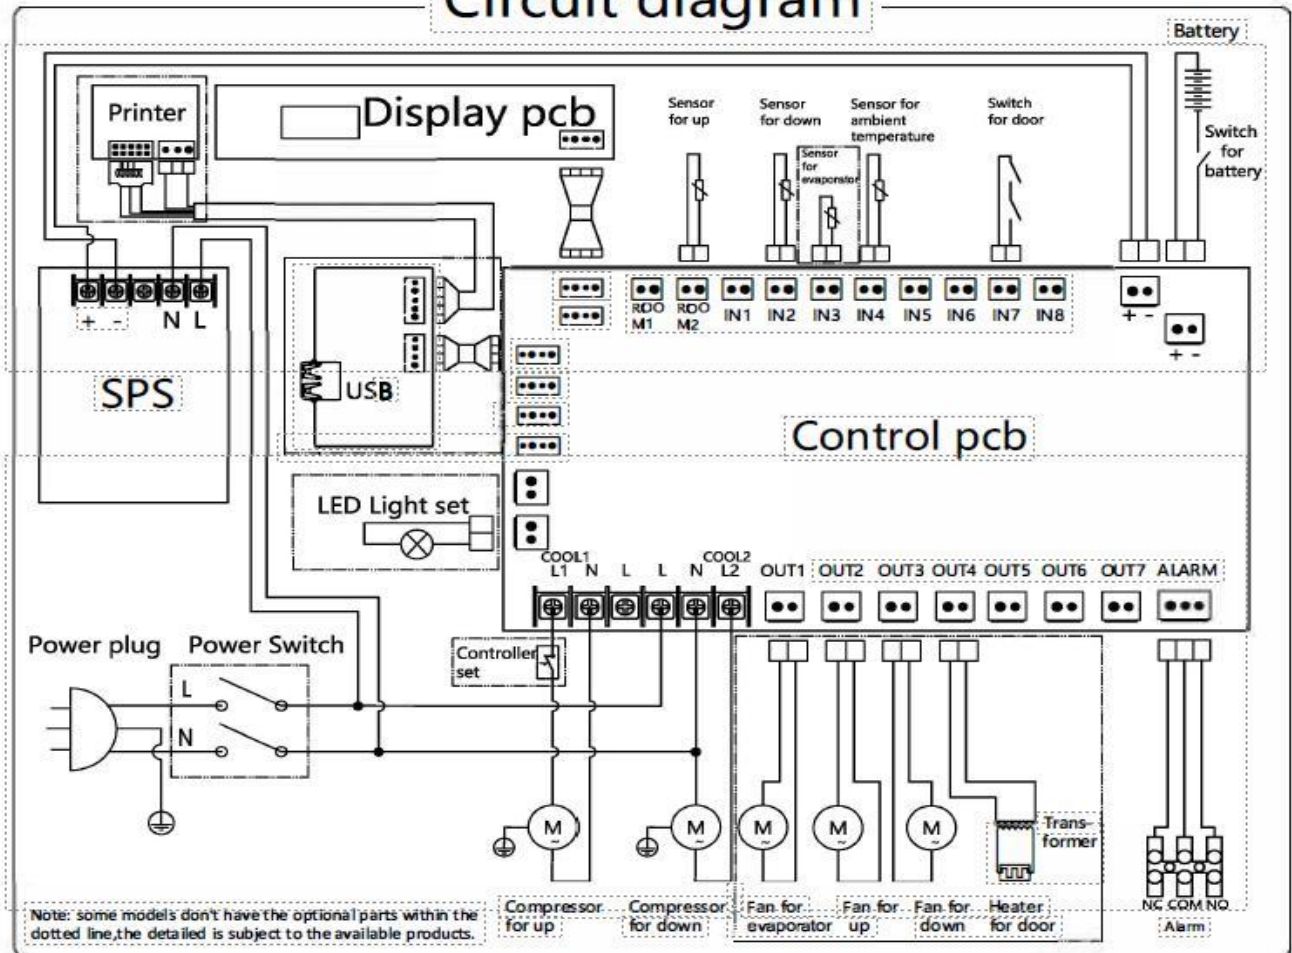 Circuit diagram
Battery
Printer
Display pcb
Sensor
for up
Sensor
for down
Sensor for
ambient
temperature
Switch
for door
Switch
for
battery
Sensor
for
evaporator
+ - N L
ROO
M1
ROO
M2
IN1 IN2 IN3 IN4 IN5 IN6 IN7 IN8
+ -
+ -
SPS
USB
Control pcb
LED Light set
COOL1
L1 N L L N
COOL2
L2
OUT1 OUT2 OUT3 OUT4 OUT5 OUT6 OUT7 ALARM
Power plug
Power Switch
Controller
set
L
N
M
~
M
~
M
~
M
~
M
~
Trans-
former
NC COM NO
Alarm
Compressor
for up
Compressor
for down
Fan for
evaporator
Fan for
up
Fan for
down
Heater
for door
Note: some models don't have the optional parts within the
dotted line,the detailed is subject to the available products.